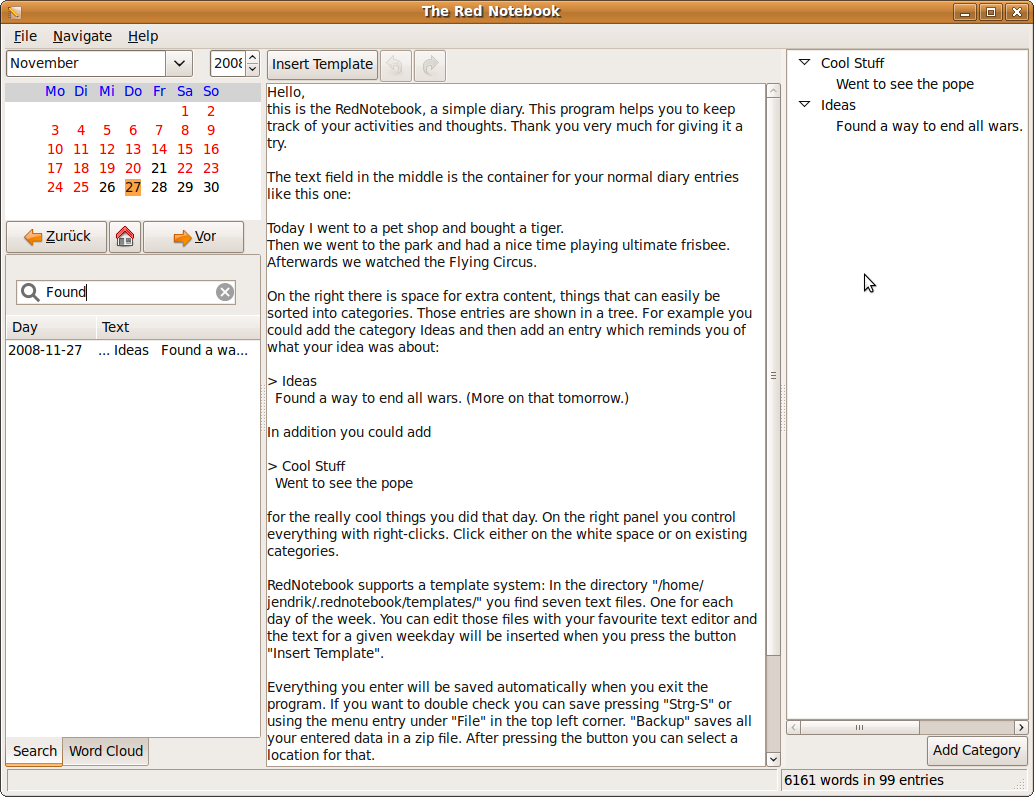 The Red Notebook
File Navigate Help
November 2008 Insert Template
Mo Di Mi Do Fr Sa So
1 2
3 4 5 6 7 8 9
10 11 12 13 14 15 16
17 18 19 20 21 22 23
24 25 26 27 28 29 30
Zurück Vor
Found
Day Text
2008-11-27 ... Ideas Found a wa...
Search Word Cloud
Hello,
this is the RedNotebook, a simple diary. This program helps you to keep
track of your activities and thoughts. Thank you very much for giving it a
try.
The text field in the middle is the container for your normal diary entries
like this one:
Today I went to a pet shop and bought a tiger.
Then we went to the park and had a nice time playing ultimate frisbee.
Afterwards we watched the Flying Circus.
On the right there is space for extra content, things that can easily be
sorted into categories. Those entries are shown in a tree. For example you
could add the category Ideas and then add an entry which reminds you of
what your idea was about:
> Ideas
Found a way to end all wars. (More on that tomorrow.)
In addition you could add
> Cool Stuff
Went to see the pope
for the really cool things you did that day. On the right panel you control
everything with right-clicks. Click either on the white space or on existing
categories.
RedNotebook supports a template system: In the directory "/home/
jendrik/.rednotebook/templates/" you find seven text files. One for each
day of the week. You can edit those files with your favourite text editor and
the text for a given weekday will be inserted when you press the button
"Insert Template".
Everything you enter will be saved automatically when you exit the
program. If you want to double check you can save pressing "Strg-S" or
using the menu entry under "File" in the top left corner. "Backup" saves all
your entered data in a zip file. After pressing the button you can select a
location for that.
Cool Stuff
Went to see the pope
Ideas
Found a way to end all wars.
Add Category
6161 words in 99 entries